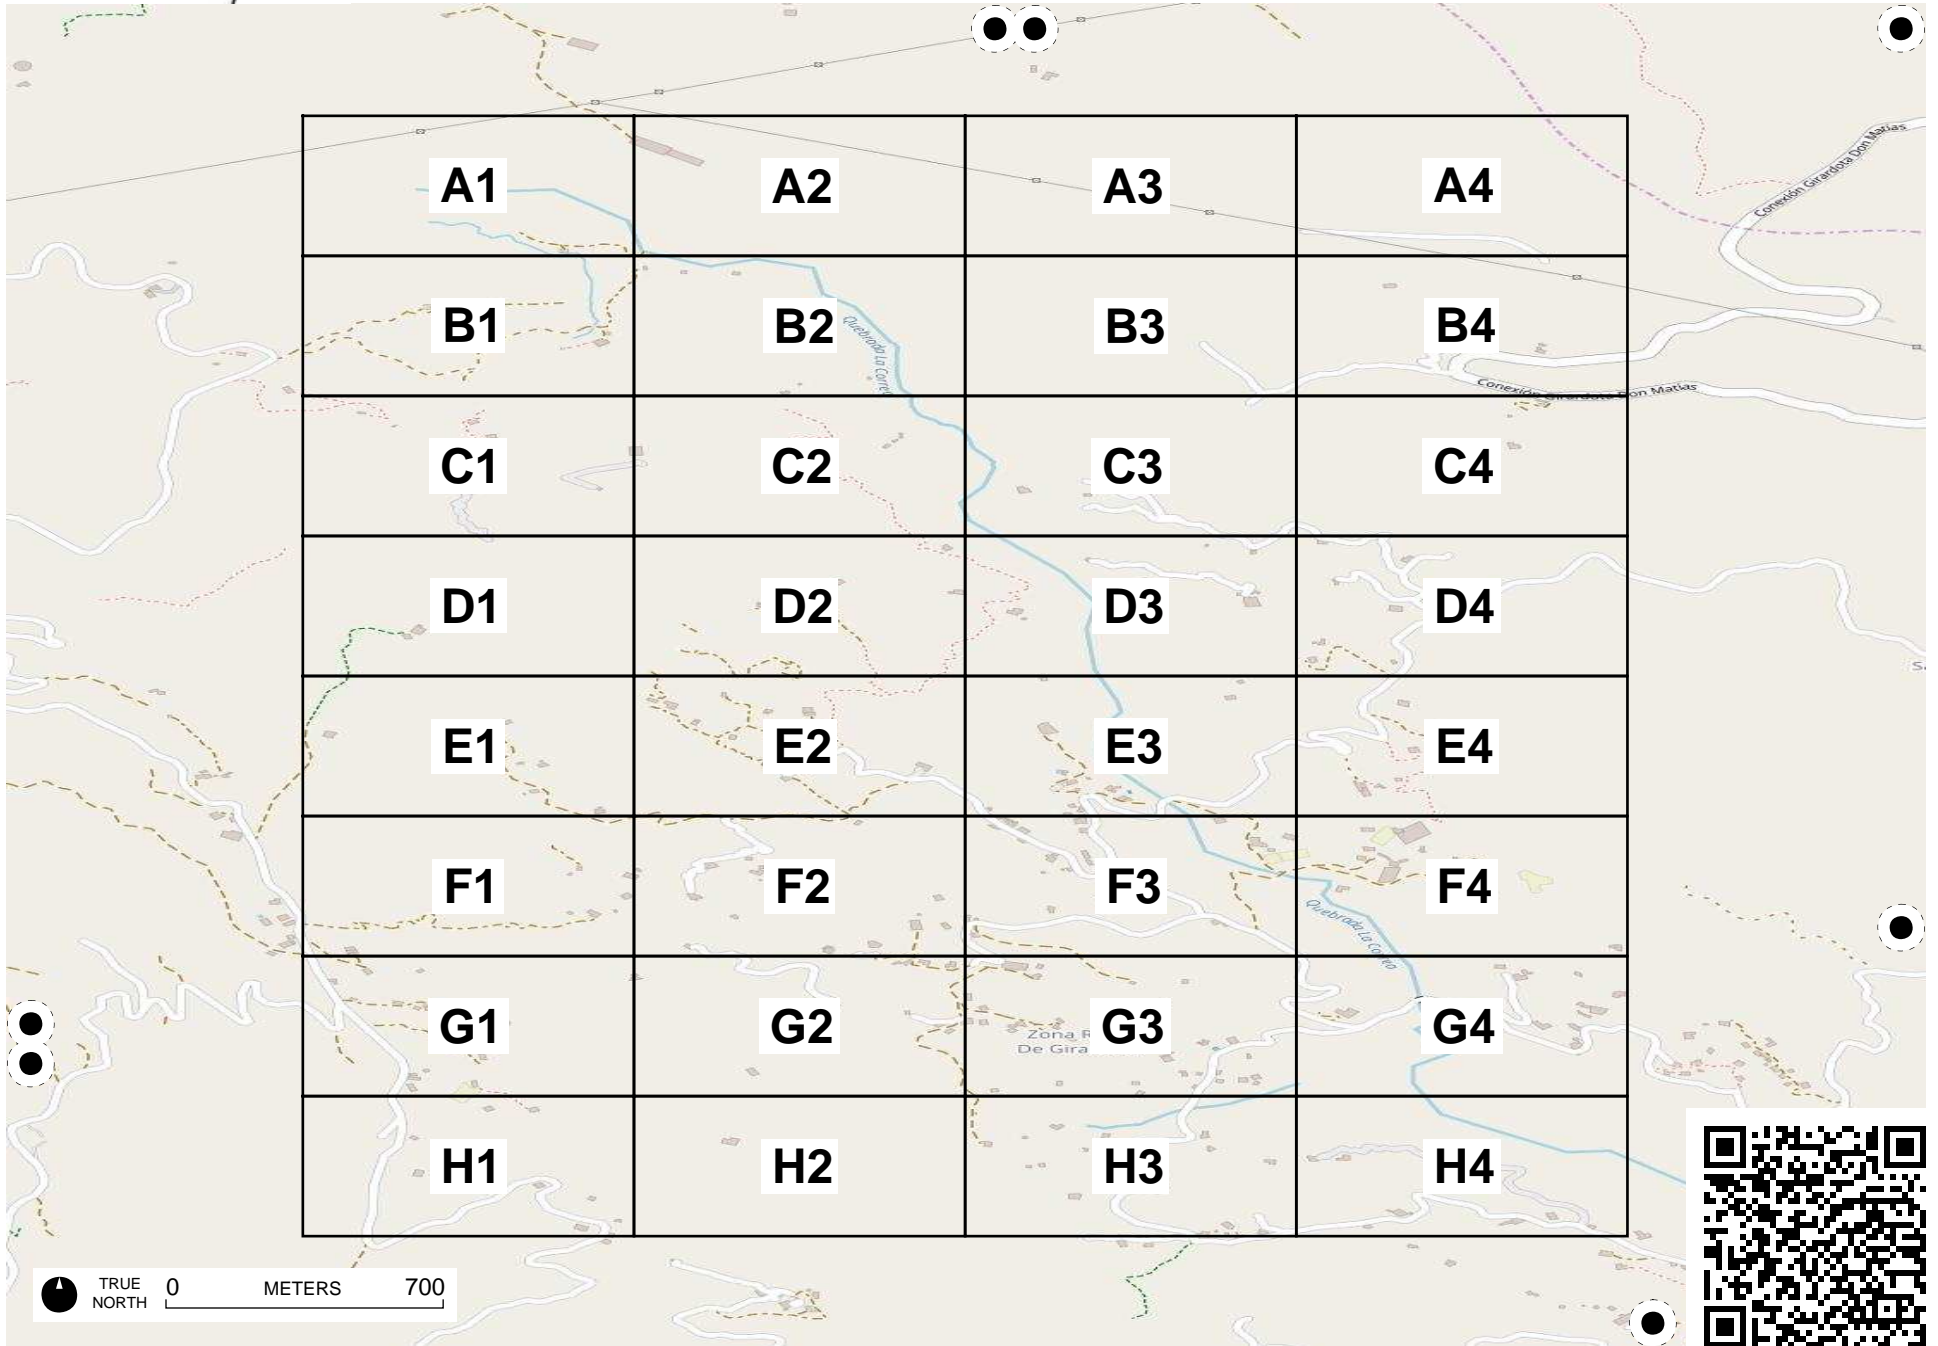 Conexión Girardota Don Matías
A1
A2
A3
A4
B1
B2
B3
B4
Quebrada La Correa
Conexión Girardota Don Matías
C1
C2
C3
C4
D1
D2
D3
D4
E1
E2
E3
E4
F1
F2
F3
F4
Quebrada La Correa
G1
G2
G3
G4
Zona
De
H1
H2
H3
H4
TRUE
NORTH
0 METERS 700